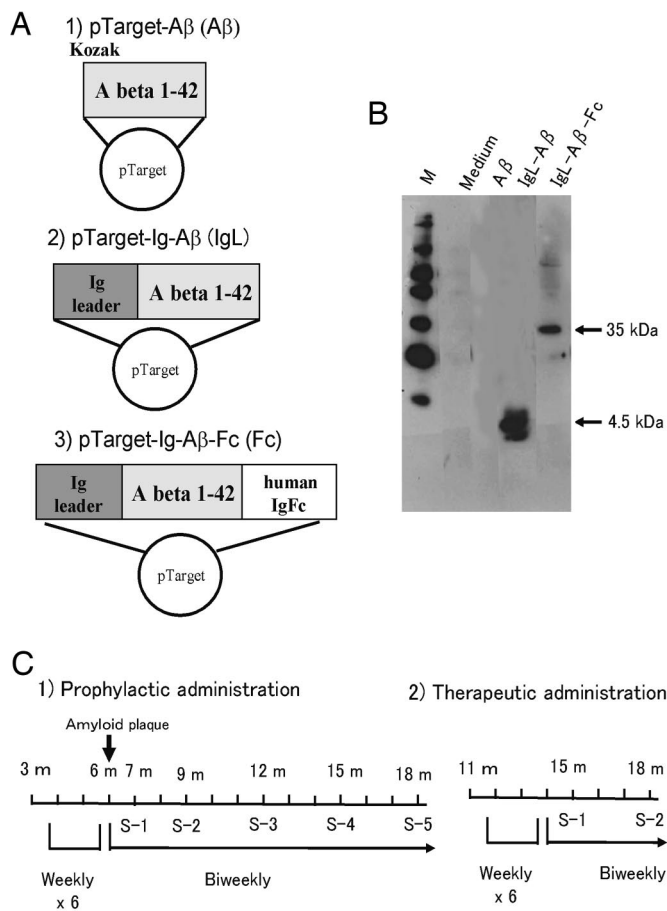 A
1) pTarget-Aβ (Aβ)
Kozak
A beta 1-42
pTarget
2) pTarget-Ig-Aβ (IgL)
Ig
leader
A beta 1-42
pTarget
3) pTarget-Ig-Aβ-Fc (Fc)
Ig
leader
A beta 1-42
human
IgFc
pTarget
B
M
Medium
Aβ
IgL-Aβ
IgL-Aβ-Fc
35 kDa
4.5 kDa
C
1) Prophylactic administration
Amyloid plaque
3 m 6 m 7 m 9 m 12 m 15 m 18 m
S-1 S-2 S-3 S-4 S-5
Weekly
x 6
Biweekly
2) Therapeutic administration
11 m 15 m 18 m
S-1 S-2
Weekly
x 6
Biweekly